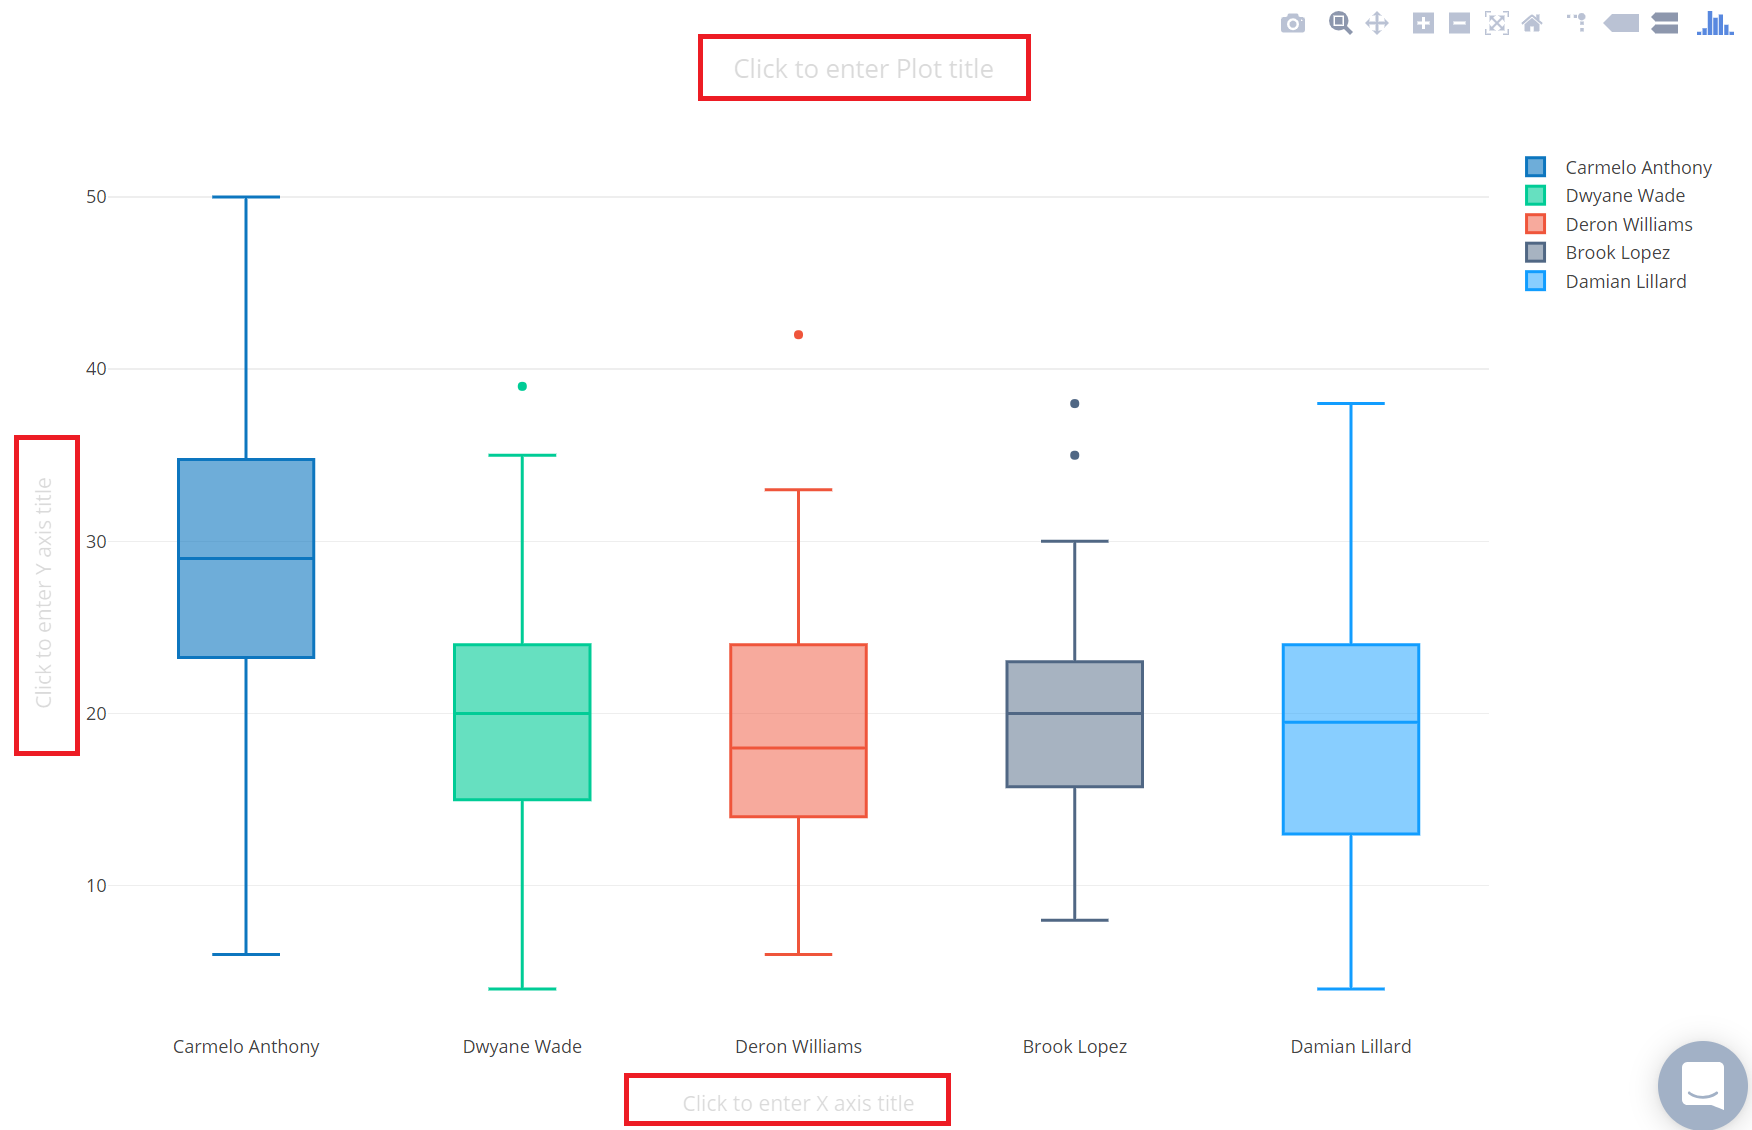 Click to enter Plot title
Carmelo Anthony
Dwyane Wade
Deron Williams
Brook Lopez
Damian Lillard
50
40
30
20
10
Click to enter Y axis title
Carmelo Anthony Dwyane Wade Deron Williams Brook Lopez Damian Lillard
Click to enter X axis title